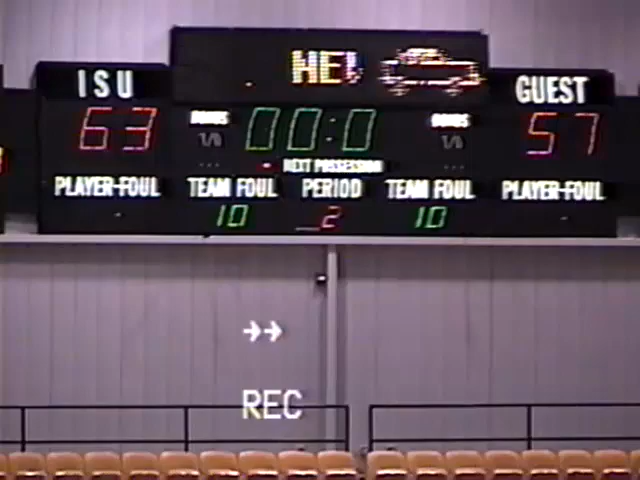 HE!
ISU
GUEST
63 BONUS 00:0 BONUS 57
NEXT POSSESSION
PLAYER-FOUL TEAM FOUL PERIOD TEAM FOUL PLAYER-FOUL
10 2 10
REC